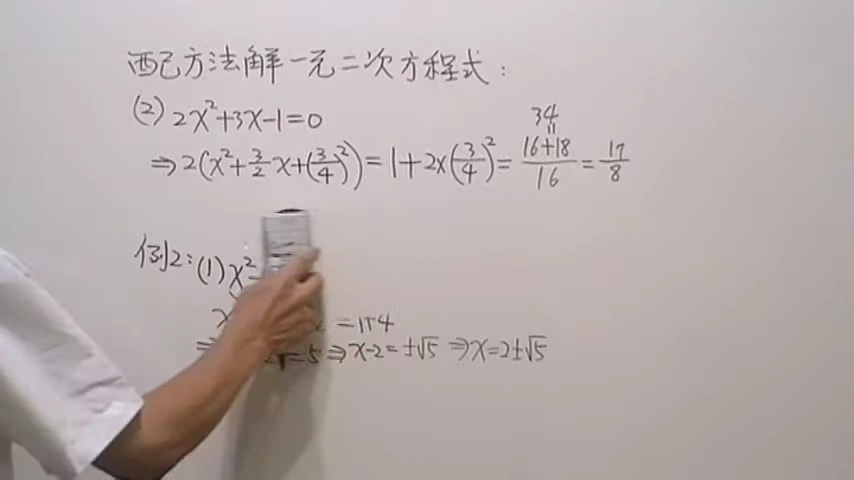 配方法解一元二次方程式:
(2) 2x²+3x-1=0
34
⇒2(x²+3/2x+(3/4)²)=1+2×(3/4)²=16+18/16=17/8
例2:(1)x²-
=1+4
=5⇒x-2=±√5⇒x=2±√5